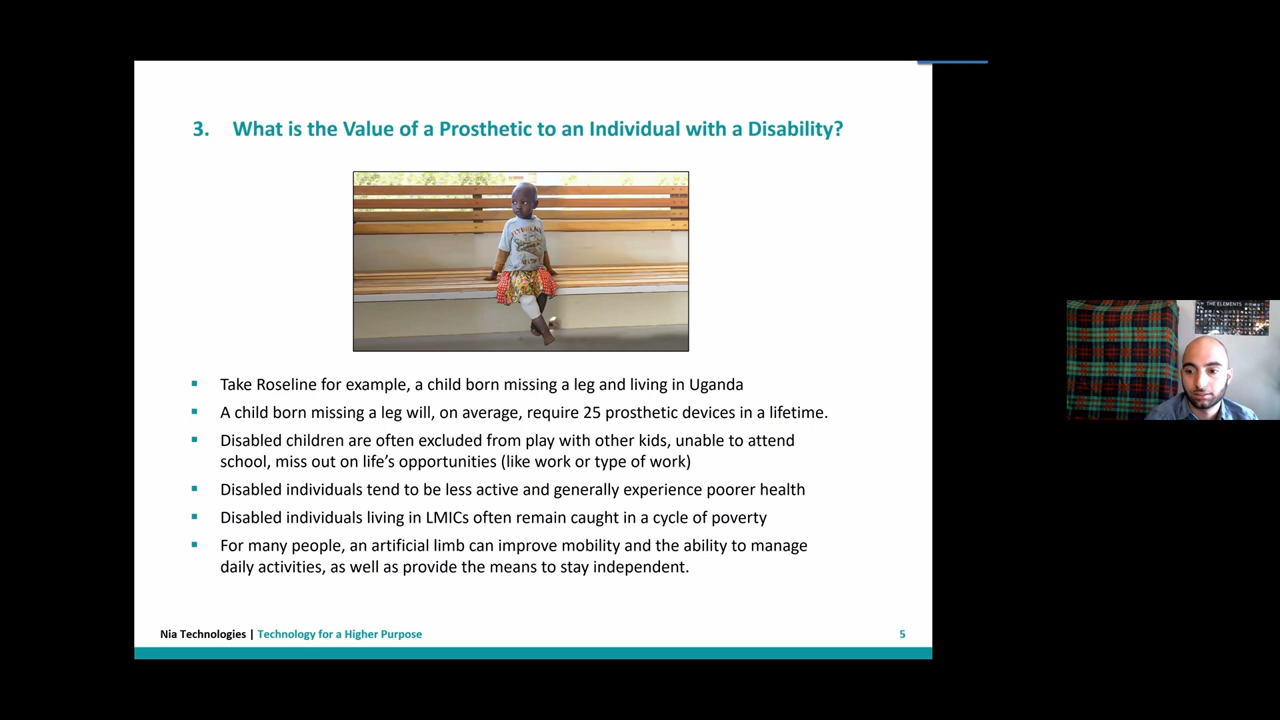 3. What is the Value of a Prosthetic to an Individual with a Disability?
▪ Take Roseline for example, a child born missing a leg and living in Uganda
▪ A child born missing a leg will, on average, require 25 prosthetic devices in a lifetime.
▪ Disabled children are often excluded from play with other kids, unable to attend
school, miss out on life’s opportunities (like work or type of work)
▪ Disabled individuals tend to be less active and generally experience poorer health
▪ Disabled individuals living in LMICs often remain caught in a cycle of poverty
▪ For many people, an artificial limb can improve mobility and the ability to manage
daily activities, as well as provide the means to stay independent.
Nia Technologies | Technology for a Higher Purpose
5
THE ELEMENTS